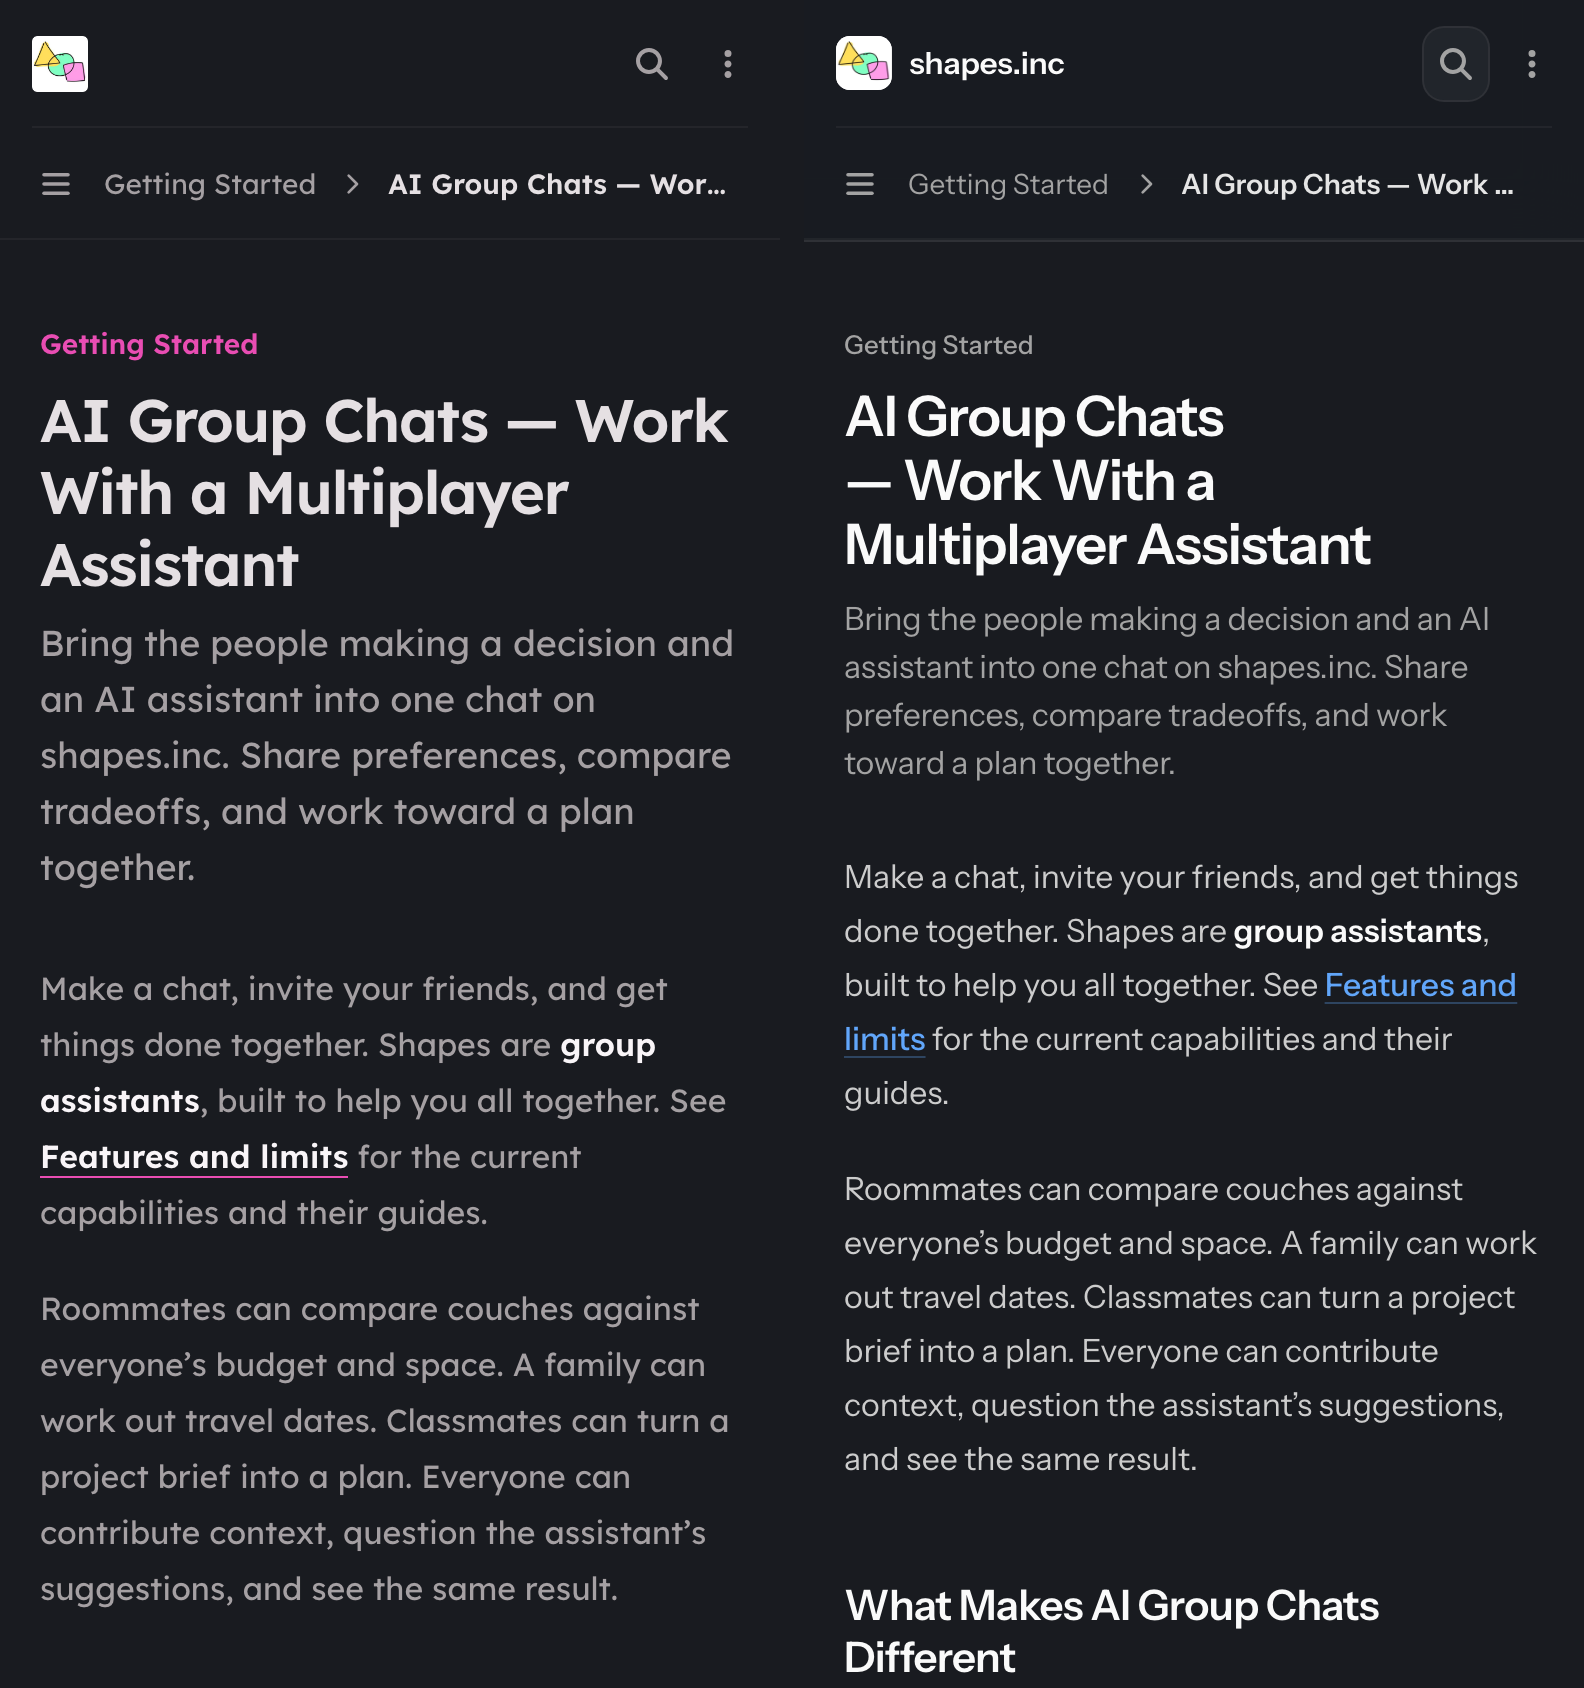 Getting Started > AI Group Chats — Wor...
Getting Started
AI Group Chats — Work
With a Multiplayer
Assistant
Bring the people making a decision and
an AI assistant into one chat on
shapes.inc. Share preferences, compare
tradeoffs, and work toward a plan
together.
Make a chat, invite your friends, and get
things done together. Shapes are group
assistants, built to help you all together. See
Features and limits for the current
capabilities and their guides.
Roommates can compare couches against
everyone’s budget and space. A family can
work out travel dates. Classmates can turn a
project brief into a plan. Everyone can
contribute context, question the assistant’s
suggestions, and see the same result.
shapes.inc
Getting Started > AI Group Chats — Work ...
Getting Started
AI Group Chats
— Work With a
Multiplayer Assistant
Bring the people making a decision and an AI
assistant into one chat on shapes.inc. Share
preferences, compare tradeoffs, and work
toward a plan together.
Make a chat, invite your friends, and get things
done together. Shapes are group assistants,
built to help you all together. See Features and
limits for the current capabilities and their
guides.
Roommates can compare couches against
everyone’s budget and space. A family can work
out travel dates. Classmates can turn a project
brief into a plan. Everyone can contribute
context, question the assistant’s suggestions,
and see the same result.
What Makes AI Group Chats
Different